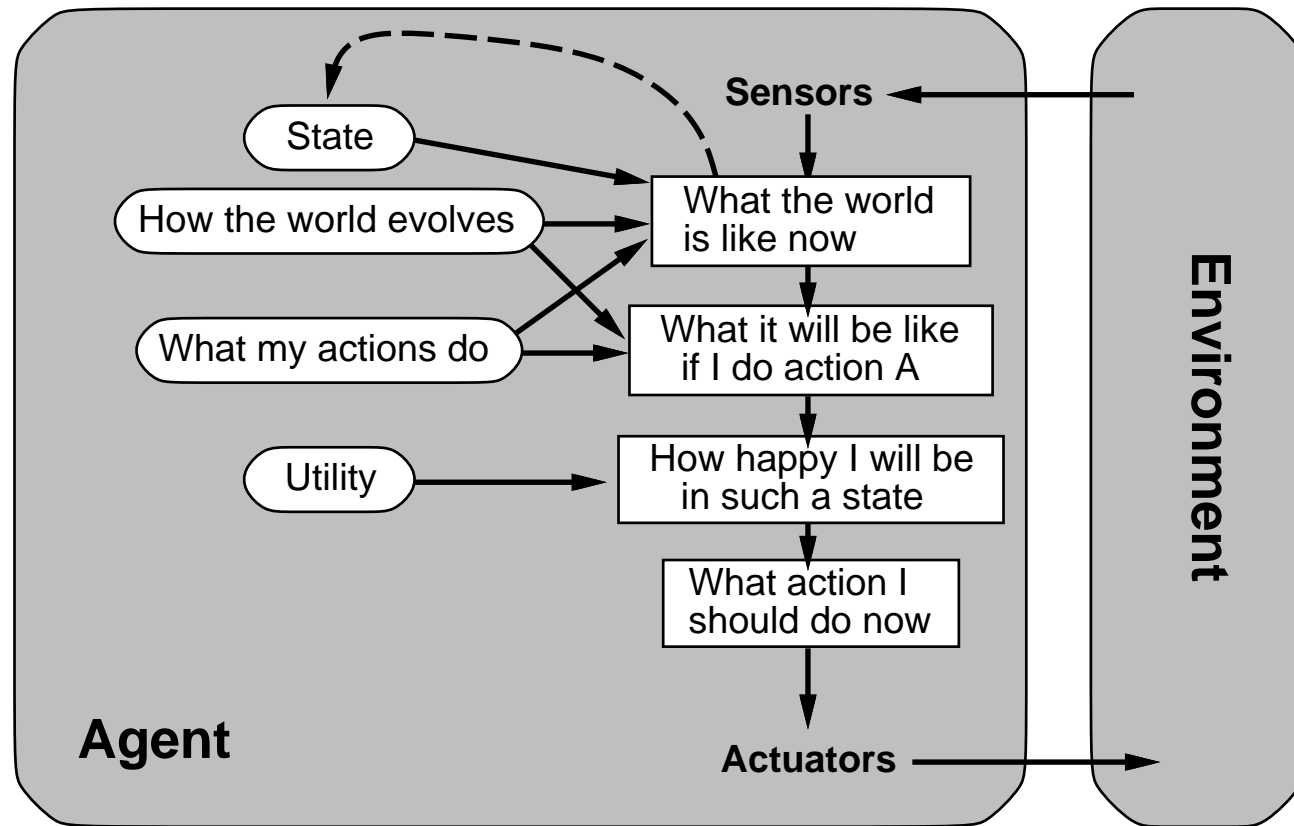 Sensors
State
What the world
is like now
How the world evolves
What it will be like
if I do action A
What my actions do
How happy I will be
in such a state
Utility
What action I
should do now
Agent
Actuators
Environment